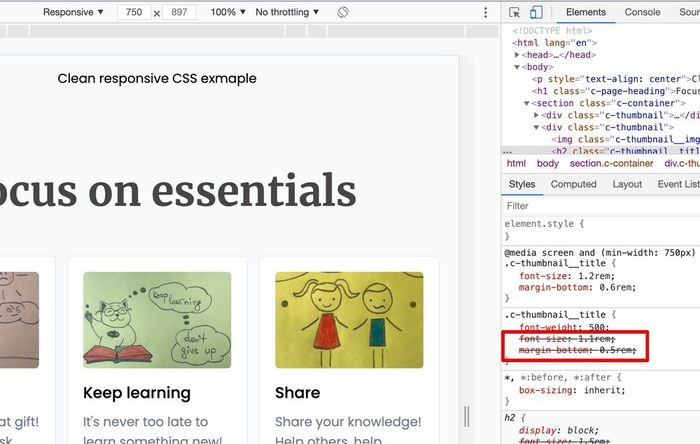 Responsive ▼ 750 × 897 100% ▼ No throttling ▼
Elements Console Sour
<!DOCTYPE html>
<html lang="en">
▶<head>…</head>
▼<body>
<p style="text-align: center">Cl
<h1 class="c-page-heading">Focus
▼<section class="c-container">
▶<div class="c-thumbnail">…</div>
▼<div class="c-thumbnail">
<img class="c-thumbnail__img
… <h2 class="c-thumbnail__titl
html body section.c-container div.c-th
Styles Computed Layout Event List
Filter
element.style {
}
@media screen and (min-width: 750px)
.c-thumbnail__title {
font-size: 1.2rem;
margin-bottom: 0.6rem;
}
.c-thumbnail__title {
font-weight: 500;
font-size: 1.1rem;
margin-bottom: 0.5rem;
}
*, *:before, *:after {
box-sizing: inherit;
}
h2 {
display: block;
font-size: 1.5em;
Clean responsive CSS exmaple
ocus on essentials
Keep learning
don't
give up
Keep learning
Share
at gift!
It's never too late to
Share your knowledge!
learn something new!
Help others, help